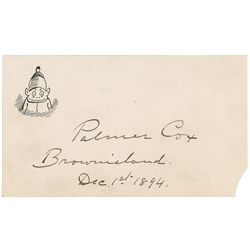 Palmer Cox
Brownieland.
Dec. 1st 1894.